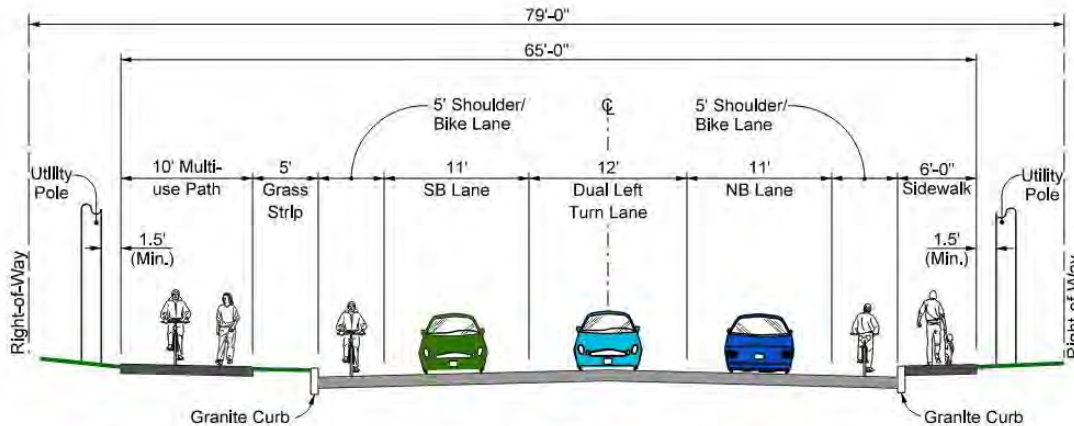 79'-0"
65'-0"
5' Shoulder/
Bike Lane
℄
5' Shoulder/
Bike Lane
10' Multi-
use Path
5'
Grass
Strip
11'
SB Lane
12'
Dual Left
Turn Lane
11'
NB Lane
6'-0"
Sidewalk
Utility
Pole
Utility
Pole
1.5'
(Min.)
1.5'
(Min.)
Right-of-Way
Right-of-Way
Granite Curb
Granite Curb